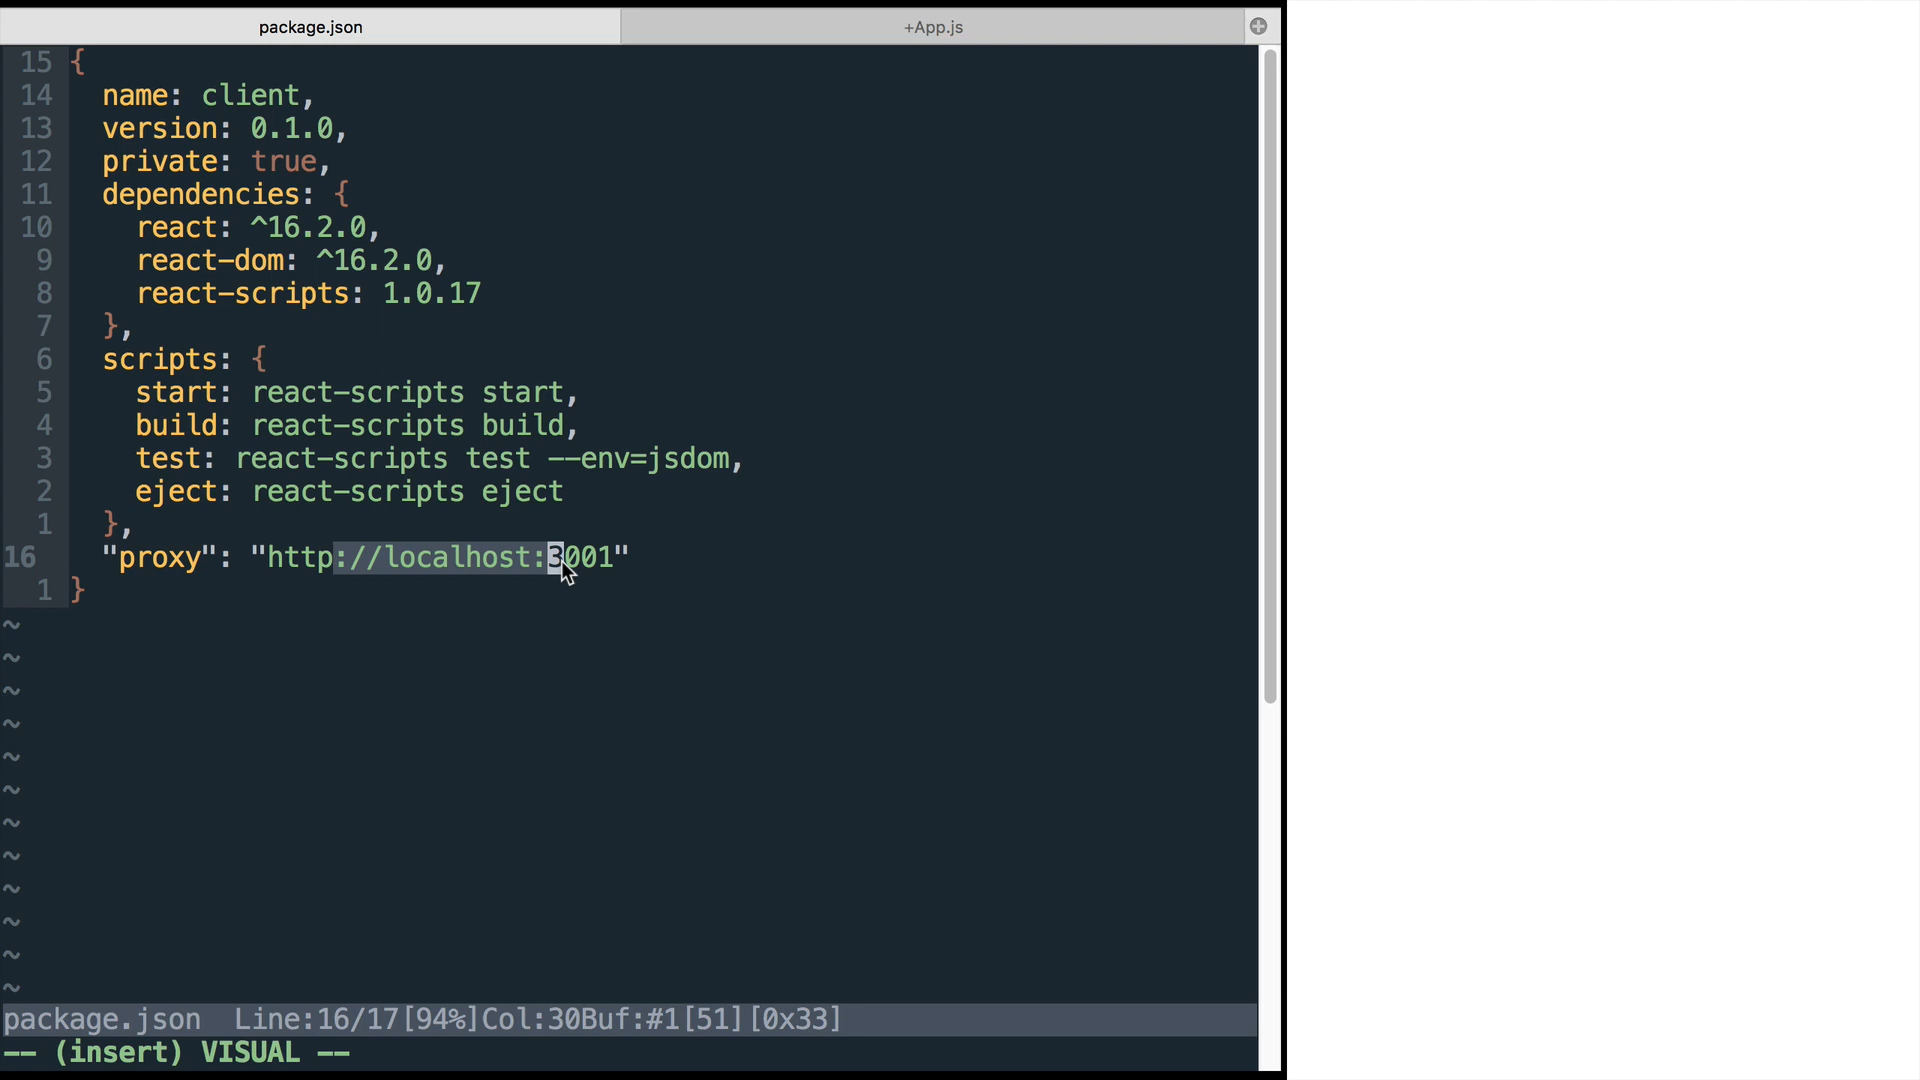 package.json
+App.js
15 {
14 name: client,
13 version: 0.1.0,
12 private: true,
11 dependencies: {
10 react: ^16.2.0,
9 react-dom: ^16.2.0,
8 react-scripts: 1.0.17
7 },
6 scripts: {
5 start: react-scripts start,
4 build: react-scripts build,
3 test: react-scripts test --env=jsdom,
2 eject: react-scripts eject
1 },
16 "proxy": "http://localhost:3001"
1 }
~
~
~
~
~
~
~
~
~
~
~
~
package.json Line:16/17[94%]Col:30Buf:#1[51][0x33]
-- (insert) VISUAL --